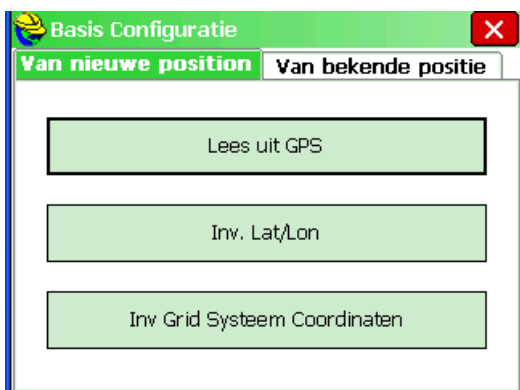 Basis Configuratie
Van nieuwe position Van bekende positie
Lees uit GPS
Inv. Lat/Lon
Inv Grid Systeem Coordinaten